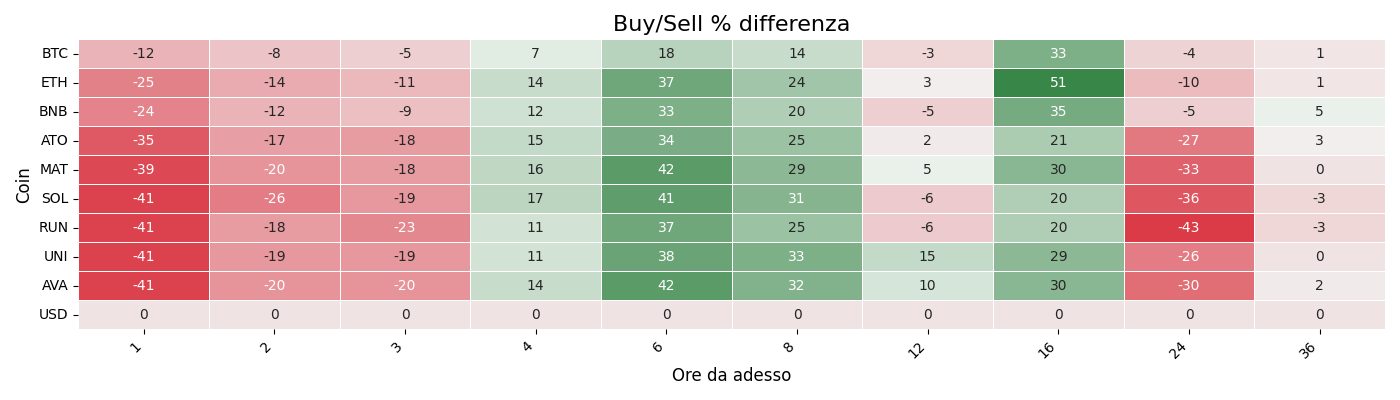 Buy/Sell % differenza
Coin
BTC -12 -8 -5 7 18 14 -3 33 -4 1
ETH -25 -14 -11 14 37 24 3 51 -10 1
BNB -24 -12 -9 12 33 20 -5 35 -5 5
ATO -35 -17 -18 15 34 25 2 21 -27 3
MAT -39 -20 -18 16 42 29 5 30 -33 0
SOL -41 -26 -19 17 41 31 -6 20 -36 -3
RUN -41 -18 -23 11 37 25 -6 20 -43 -3
UNI -41 -19 -19 11 38 33 15 29 -26 0
AVA -41 -20 -20 14 42 32 10 30 -30 2
USD 0 0 0 0 0 0 0 0 0 0
1 2 3 4 6 8 12 16 24 36
Ore da adesso